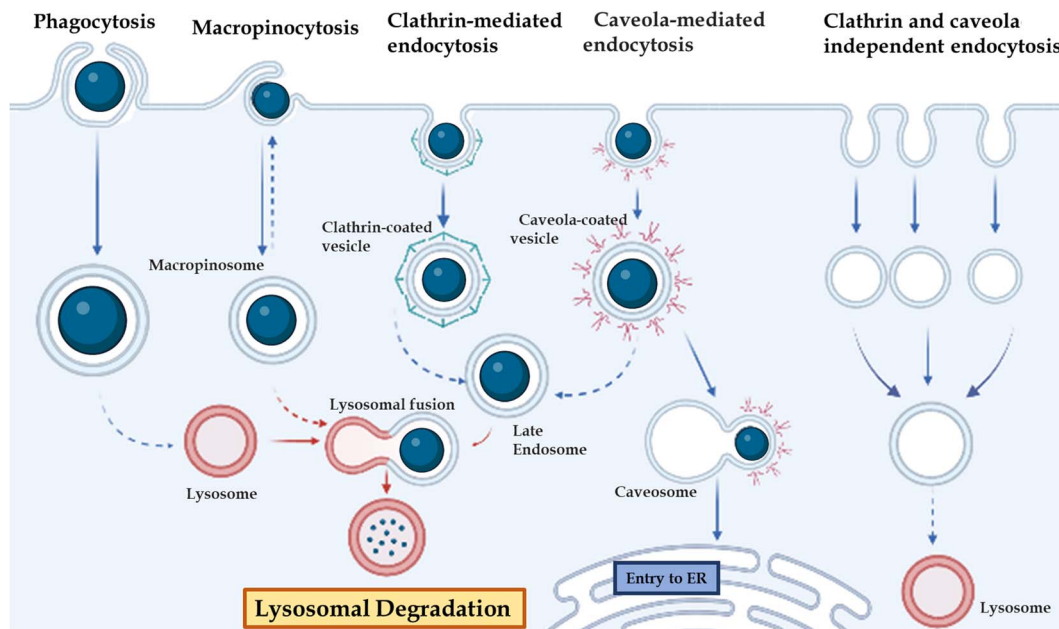 Phagocytosis
Macropinocytosis
Clathrin-mediated
endocytosis
Caveola-mediated
endocytosis
Clathrin and caveola
independent endocytosis
Clathrin-coated
vesicle
Caveola-coated
vesicle
Macropinosome
Lysosomal fusion
Late
Endosome
Lysosome
Caveosome
Entry to ER
Lysosomal Degradation
Lysosome